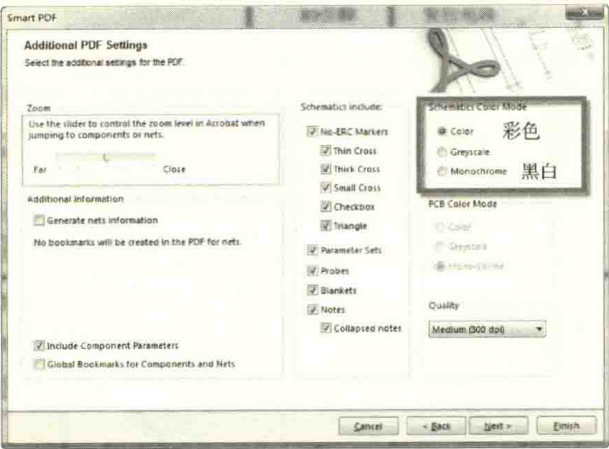 Smart PDF
Additional PDF Settings
Select the additional settings for the PDF.
Zoom
Use the slider to control the zoom level in Acrobat when
jumping to components or nets.
Far
Close
Additional Information
Generate nets information
No bookmarks will be created in the PDF for nets.
Include Component Parameters
Global Bookmarks for Components and Nets
Schematics include:
No-ERC Markers
Thin Cross
Thick Cross
Small Cross
Checkbox
Triangle
Parameter Sets
Probes
Blankets
Notes
Collapsed notes
Schematics Color Mode
Color 彩色
Greyscale
Monochrome 黑白
PCB Color Mode
Color
Greyscale
Monochrome
Quality
Medium (300 dpi)
Cancel
< Back
Next >
Finish